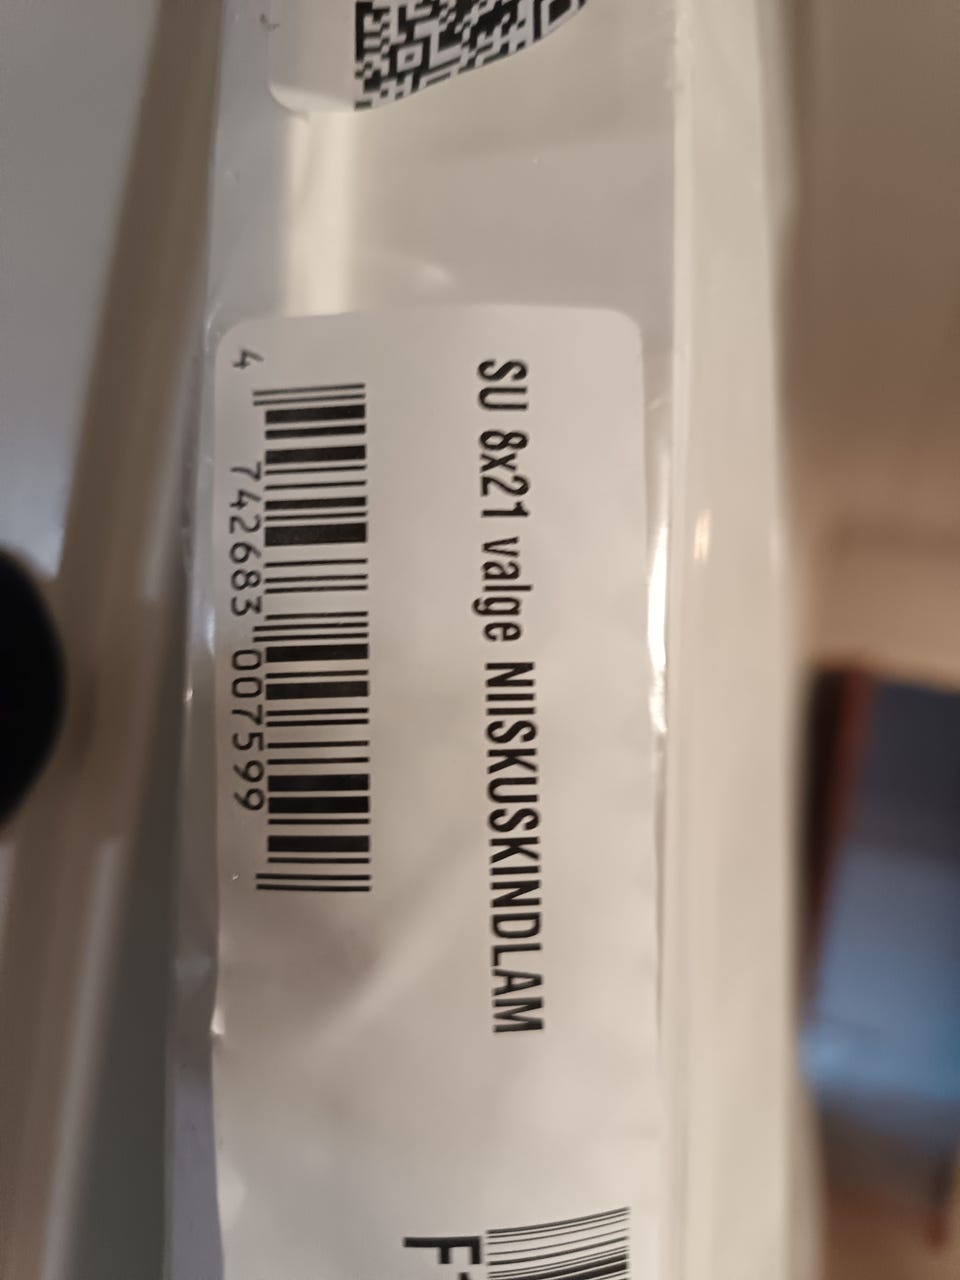 SU 8x21 valge NIISKUSKINDLAM
4 742683 007599